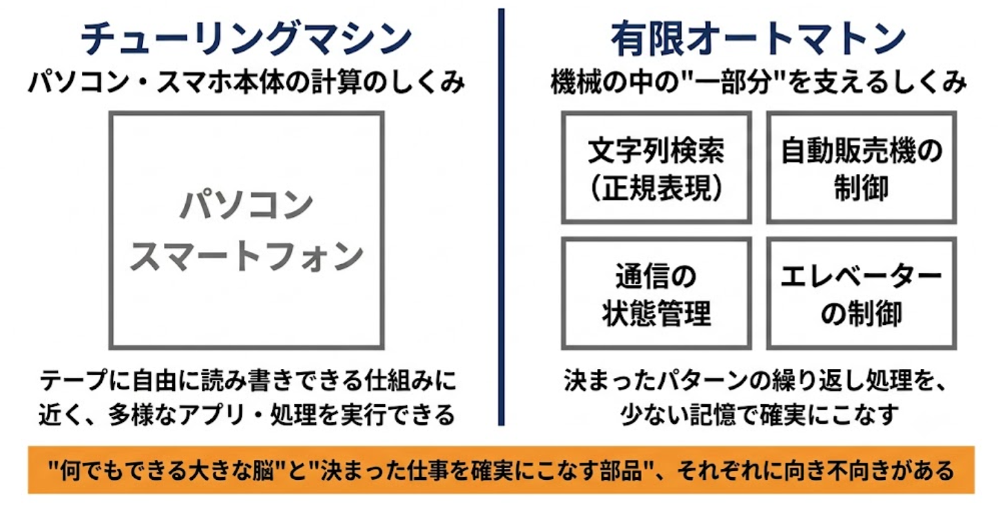 チューリングマシン
パソコン・スマホ本体の計算のしくみ
パソコン
スマートフォン
テープに自由に読み書きできる仕組みに
近く、多様なアプリ・処理を実行できる
有限オートマトン
機械の中の"一部分"を支えるしくみ
文字列検索
（正規表現）
自動販売機の
制御
通信の
状態管理
エレベーター
の制御
決まったパターンの繰り返し処理を、
少ない記憶で確実にこなす
"何でもできる大きな脳"と"決まった仕事を確実にこなす部品"、それぞれに向き不向きがある